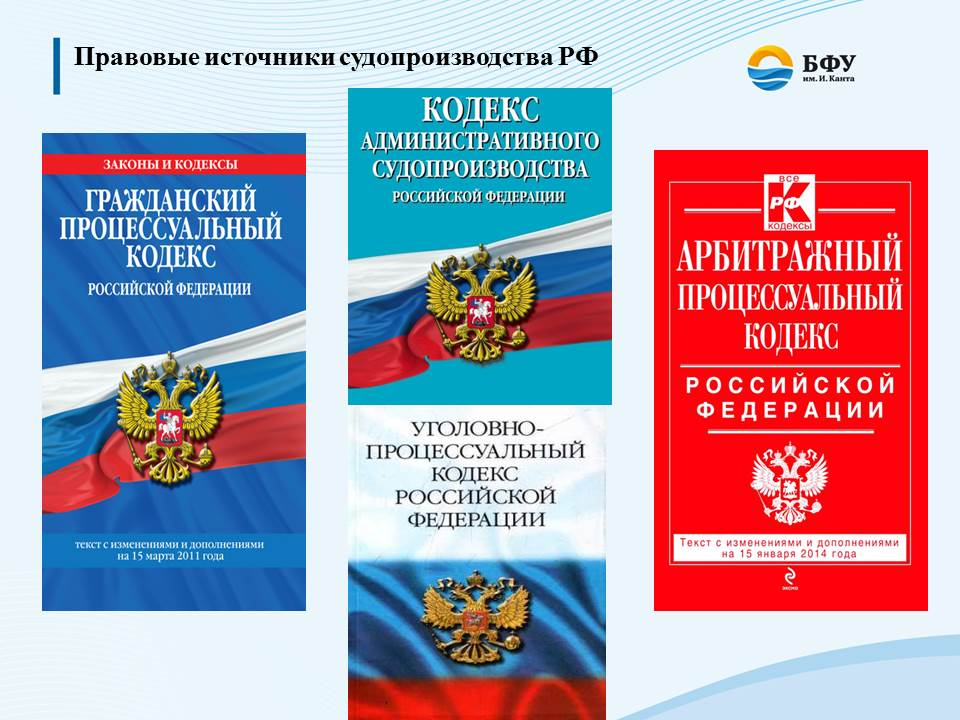 Правовые источники судопроизводства РФ
БФУ
им. И. Канта
ЗАКОНЫ И КОДЕКСЫ
ГРАЖДАНСКИЙ
ПРОЦЕССУАЛЬНЫЙ
КОДЕКС
РОССИЙСКОЙ ФЕДЕРАЦИИ
текст с изменениями и дополнениями
на 15 марта 2011 года
КОДЕКС
АДМИНИСТРАТИВНОГО
СУДОПРОИЗВОДСТВА
РОССИЙСКОЙ ФЕДЕРАЦИИ
УГОЛОВНО-
ПРОЦЕССУАЛЬНЫЙ
КОДЕКС
РОССИЙСКОЙ
ФЕДЕРАЦИИ
все
К РФ
кодексы
АРБИТРАЖНЫЙ
ПРОЦЕССУАЛЬНЫЙ
КОДЕКС
РОССИЙСКОЙ
ФЕДЕРАЦИИ
Текст с изменениями и дополнениями
на 15 января 2014 года
эксмо